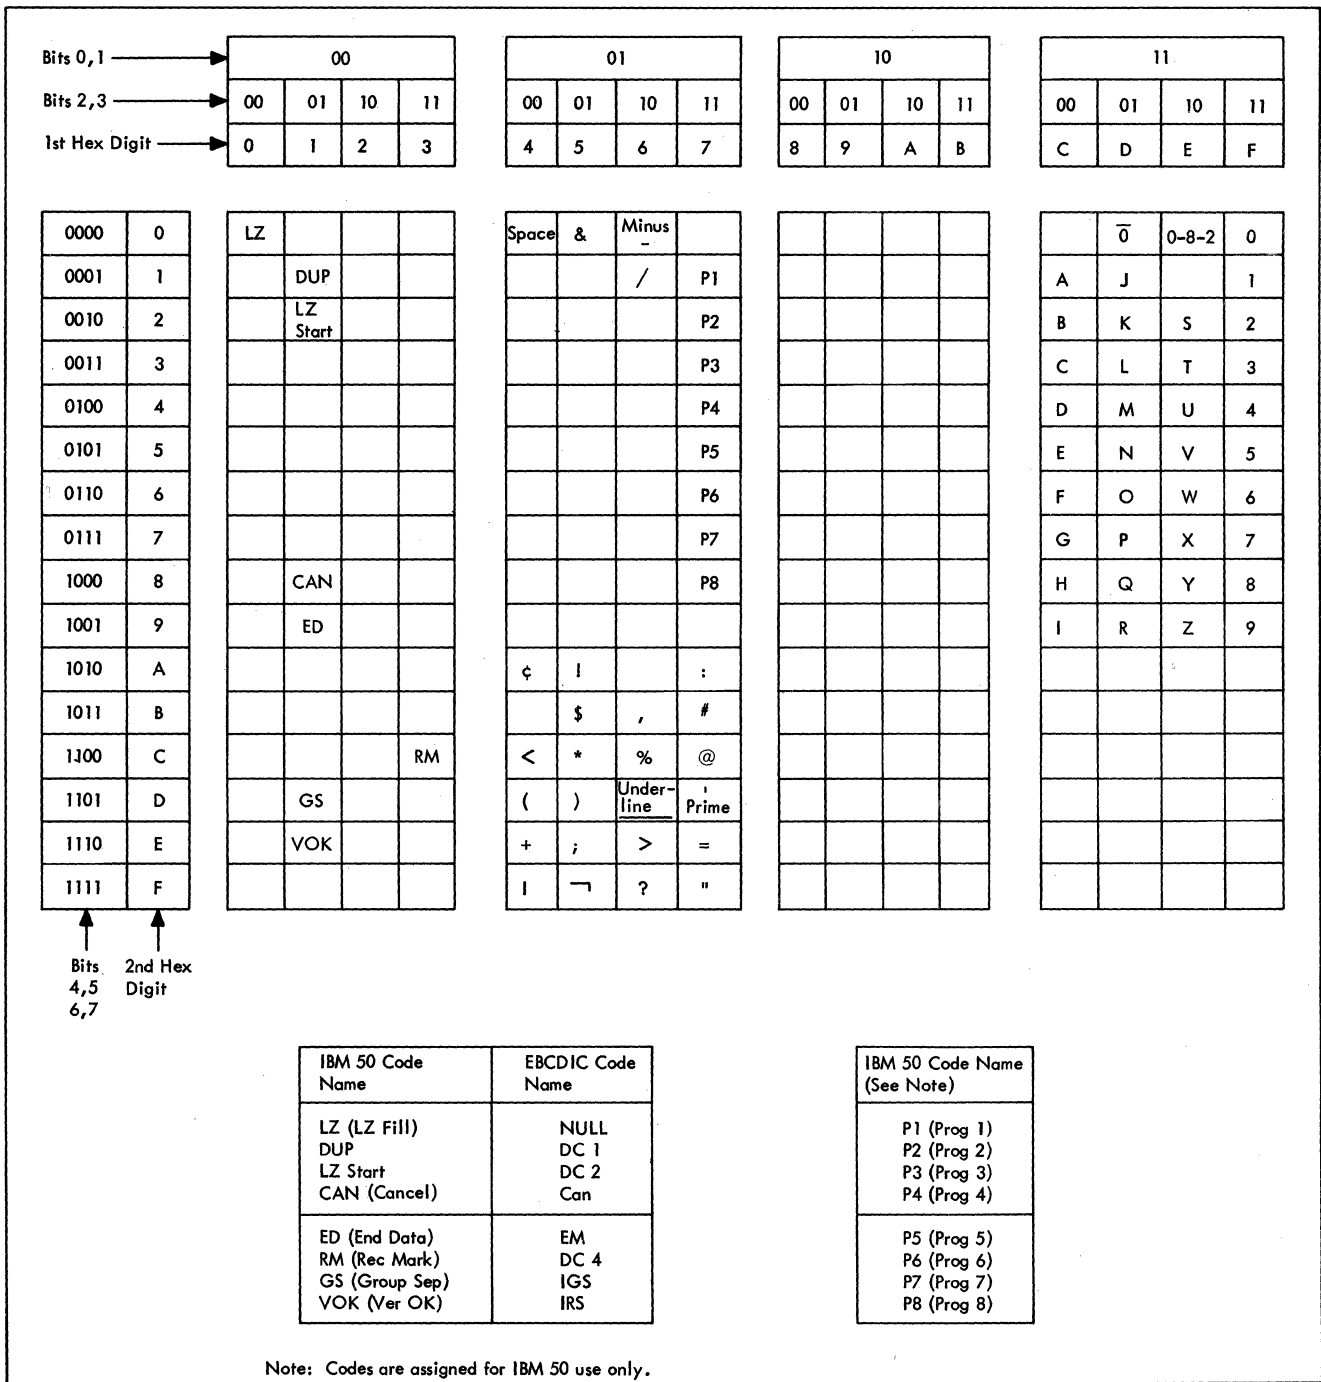 Bits 0,1 00 01 10 11
Bits 2,3 00 01 10 11 00 01 10 11 00 01 10 11 00 01 10 11
1st Hex Digit 0 1 2 3 4 5 6 7 8 9 A B C D E F
0000 0 LZ Space & Minus – 0̅ 0-8-2 0
0001 1 DUP / P1 A J 1
0010 2 LZ Start P2 B K S 2
0011 3 P3 C L T 3
0100 4 P4 D M U 4
0101 5 P5 E N V 5
0110 6 P6 F O W 6
0111 7 P7 G P X 7
1000 8 CAN P8 H Q Y 8
1001 9 ED I R Z 9
1010 A ¢ ! :
1011 B $ , #
1100 C RM < * % @
1101 D GS ( ) Under- line ' Prime
1110 E VOK + ; > =
1111 F | ¬ ? "
Bits 2nd Hex
4,5 Digit
6,7
IBM 50 Code EBCDIC Code IBM 50 Code Name
Name Name (See Note)
LZ (LZ Fill) NULL P1 (Prog 1)
DUP DC 1 P2 (Prog 2)
LZ Start DC 2 P3 (Prog 3)
CAN (Cancel) Can P4 (Prog 4)
ED (End Data) EM P5 (Prog 5)
RM (Rec Mark) DC 4 P6 (Prog 6)
GS (Group Sep) IGS P7 (Prog 7)
VOK (Ver OK) IRS P8 (Prog 8)
Note: Codes are assigned for IBM 50 use only.